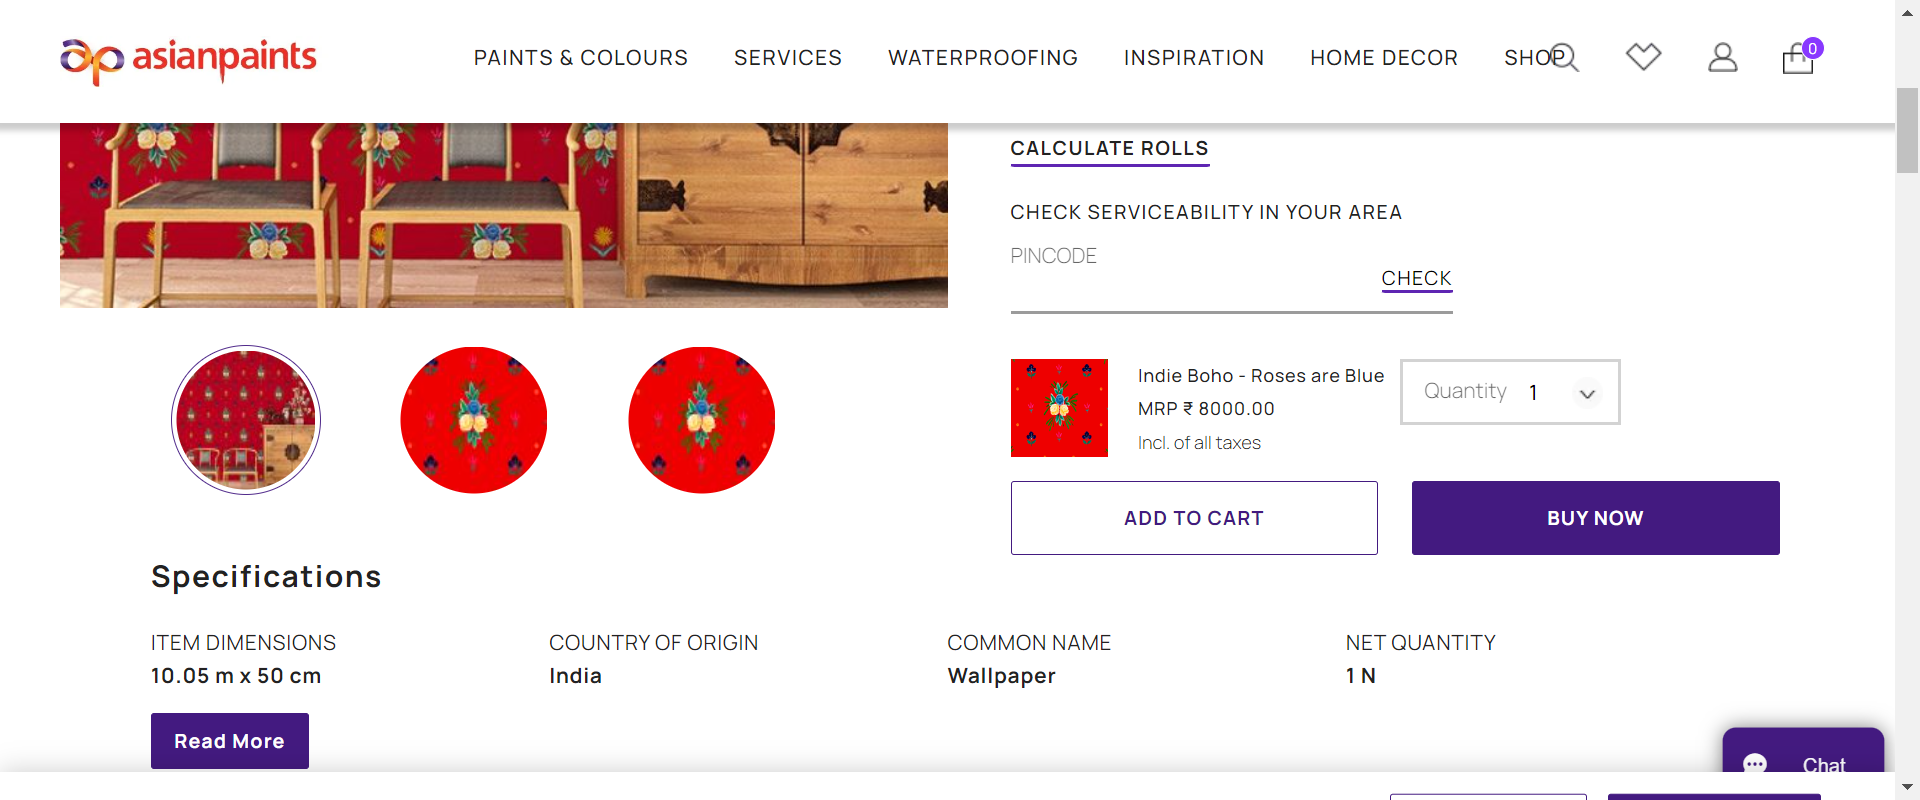 asianpaints
PAINTS & COLOURS
SERVICES
WATERPROOFING
INSPIRATION
HOME DECOR
SHOP
0
CALCULATE ROLLS
CHECK SERVICEABILITY IN YOUR AREA
PINCODE
CHECK
Indie Boho - Roses are Blue
MRP ₹ 8000.00
Incl. of all taxes
Quantity 1
ADD TO CART
BUY NOW
Specifications
ITEM DIMENSIONS
10.05 m x 50 cm
COUNTRY OF ORIGIN
India
COMMON NAME
Wallpaper
NET QUANTITY
1 N
Read More
Chat